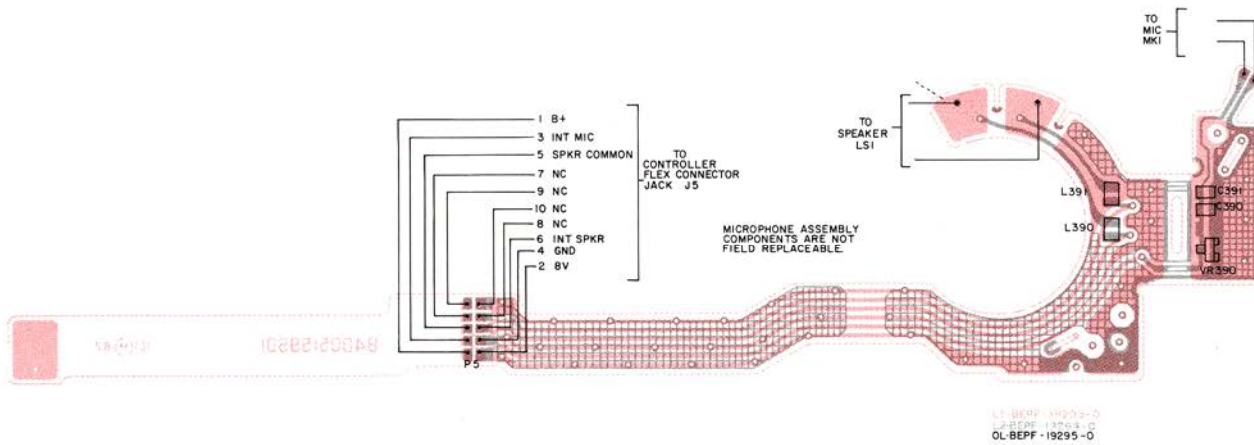 TO
MIC
MK1
1 B+
3 INT MIC
5 SPKR COMMON
7 NC
9 NC
10 NC
8 NC
6 INT SPKR
4 GND
2 8V
TO
CONTROLLER
FLEX CONNECTOR
JACK J5
TO
SPEAKER
LS1
MICROPHONE ASSEMBLY
COMPONENTS ARE NOT
FIELD REPLACEABLE.
L391
L390
C391
C390
VR390
P5
OL-BEPF-19295-O